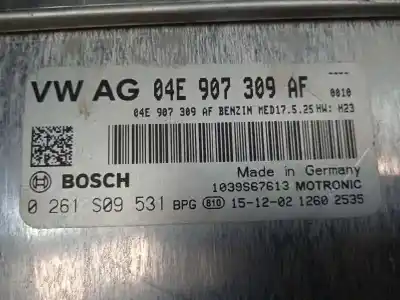 VW AG 04E 907 309 AF 0010
04E 907 309 AF BENZIN MED17.5.25 HW: H23
BOSCH Made in Germany
1039S67613 MOTRONIC
0 261 S09 531 BPG 810 15-12-02 1260 2535